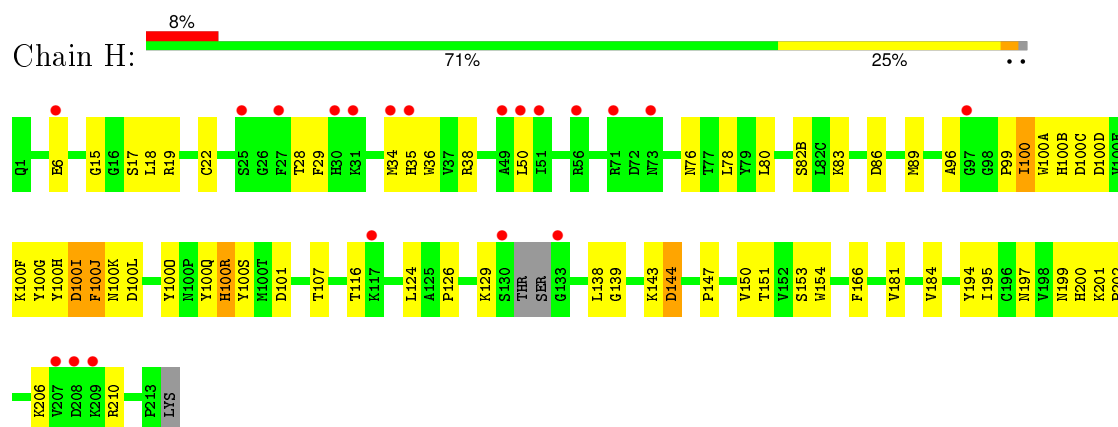 8%
Chain H:
71% 25% • •
Q1 E6 G15 G16 S17 L18 R19 C22 S25 G26 F27 T28 F29 H30 K31 M34 H35 W36 V37 R38 A49 L50 I51 R56 R71 D72 N73 N76 T77 L78 Y79 L80 S82B L82C K83 D86 M89 A96 G97 G98 P99 I100 W100A H100B D100C D100D V100E
K100F Y100G Y100H D100I F100J N100K D100L Y100O N100P Y100Q H100R Y100S M100T D101 T107 T116 K117 L124 A125 P126 K129 S130 THR SER G133 L138 G139 K143 D144 P147 V150 T151 V152 S153 W154 F166 V181 V184 Y194 I195 C196 N197 V198 N199 H200 K201 P202
K206 V207 D208 K209 R210 P213 LYS